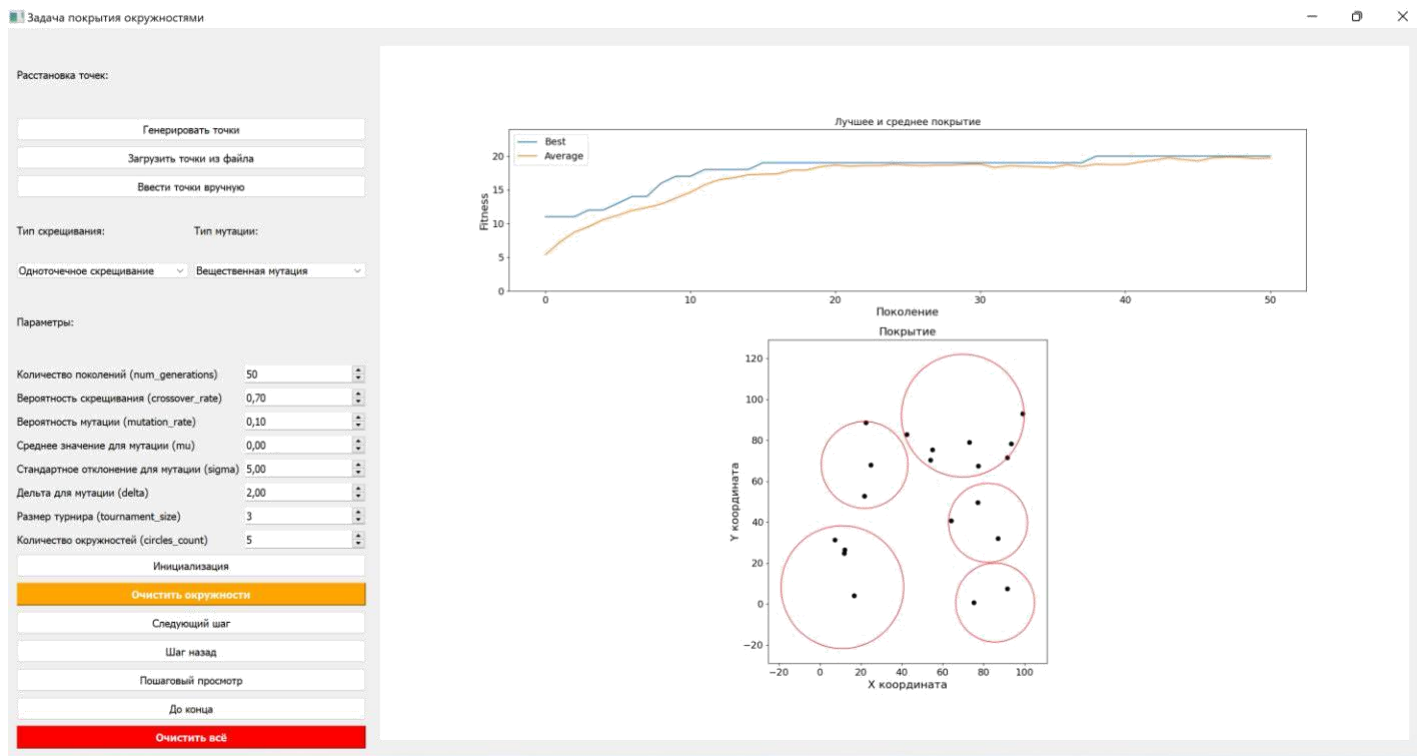 Задача покрытия окружностями
Расстановка точек:
Генерировать точки
Загрузить точки из файла
Ввести точки вручную
Тип скрещивания: Тип мутации:
Одноточечное скрещивание Вещественная мутация
Параметры:
Количество поколений (num_generations) 50
Вероятность скрещивания (crossover_rate) 0,70
Вероятность мутации (mutation_rate) 0,10
Среднее значение для мутации (mu) 0,00
Стандартное отклонение для мутации (sigma) 5,00
Дельта для мутации (delta) 2,00
Размер турнира (tournament_size) 3
Количество окружностей (circles_count) 5
Инициализация
Очистить окружности
Следующий шаг
Шаг назад
Пошаговый просмотр
До конца
Очистить всё
Лучшее и среднее покрытие
Best
Average
Fitness
20
15
10
5
0
0 10 20 30 40 50
Поколение
Покрытие
Y координата
120
100
80
60
40
20
0
−20
−20 0 20 40 60 80 100
X координата